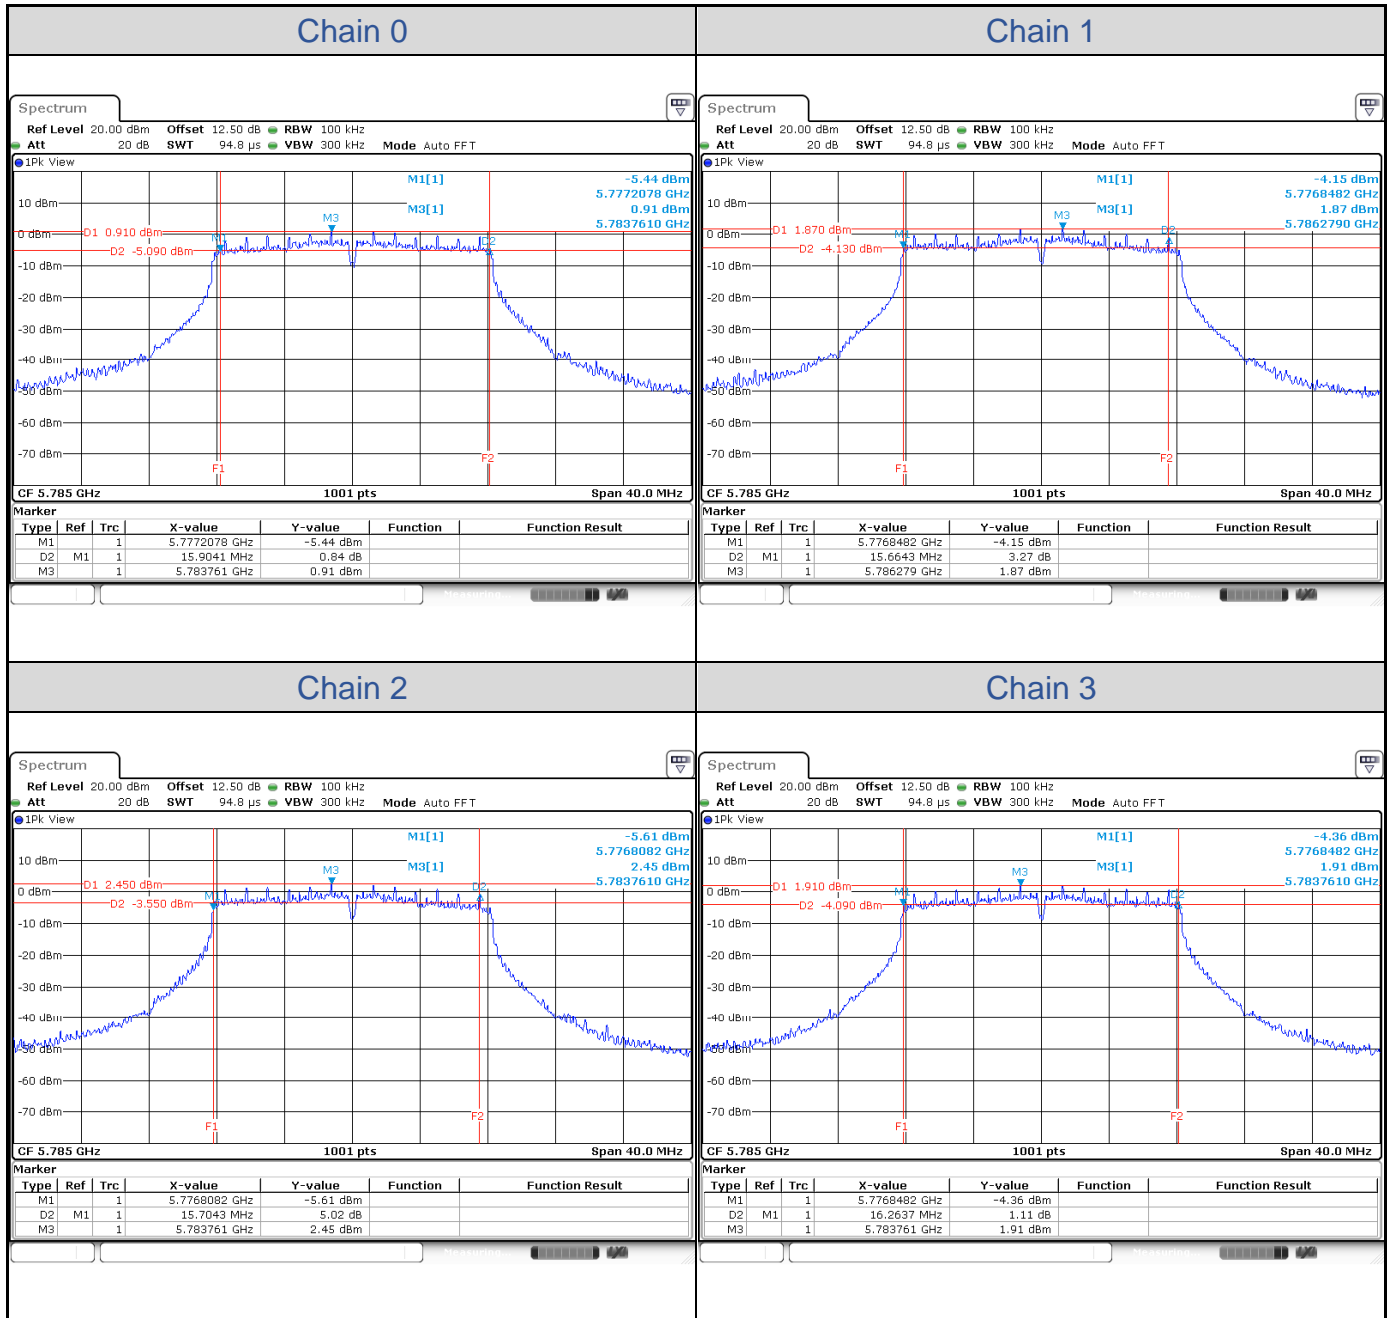 Chain 0
Spectrum
Ref Level 20.00 dBm Offset 12.50 dB RBW 100 kHz
Att 20 dB SWT 94.8 µs VBW 300 kHz Mode Auto FFT
1Pk View
M1[1] -5.44 dBm
5.7772078 GHz
M3[1] 0.91 dBm
5.7837610 GHz
10 dBm
M3
0 dBm
D1 0.910 dBm
M1
D2
D2 -5.090 dBm
-10 dBm
-20 dBm
-30 dBm
-40 dBm
-50 dBm
-60 dBm
-70 dBm
F1
F2
CF 5.785 GHz 1001 pts Span 40.0 MHz
Marker
Type Ref Trc X-value Y-value Function Function Result
M1 1 5.7772078 GHz -5.44 dBm
D2 M1 1 15.9041 MHz 0.84 dB
M3 1 5.783761 GHz 0.91 dBm
Measuring...
Chain 1
Spectrum
Ref Level 20.00 dBm Offset 12.50 dB RBW 100 kHz
Att 20 dB SWT 94.8 µs VBW 300 kHz Mode Auto FFT
1Pk View
M1[1] -4.15 dBm
5.7768482 GHz
M3[1] 1.87 dBm
5.7862790 GHz
10 dBm
M3
0 dBm
D1 1.870 dBm
M1
D2
D2 -4.130 dBm
-10 dBm
-20 dBm
-30 dBm
-40 dBm
-50 dBm
-60 dBm
-70 dBm
F1
F2
CF 5.785 GHz 1001 pts Span 40.0 MHz
Marker
Type Ref Trc X-value Y-value Function Function Result
M1 1 5.7768482 GHz -4.15 dBm
D2 M1 1 15.6643 MHz 3.27 dB
M3 1 5.786279 GHz 1.87 dBm
Measuring...
Chain 2
Spectrum
Ref Level 20.00 dBm Offset 12.50 dB RBW 100 kHz
Att 20 dB SWT 94.8 µs VBW 300 kHz Mode Auto FFT
1Pk View
M1[1] -5.61 dBm
5.7768082 GHz
M3[1] 2.45 dBm
5.7837610 GHz
10 dBm
M3
D1 2.450 dBm
0 dBm
M1
D2
D2 -3.550 dBm
-10 dBm
-20 dBm
-30 dBm
-40 dBm
-50 dBm
-60 dBm
-70 dBm
F1
F2
CF 5.785 GHz 1001 pts Span 40.0 MHz
Marker
Type Ref Trc X-value Y-value Function Function Result
M1 1 5.7768082 GHz -5.61 dBm
D2 M1 1 15.7043 MHz 5.02 dB
M3 1 5.783761 GHz 2.45 dBm
Measuring...
Chain 3
Spectrum
Ref Level 20.00 dBm Offset 12.50 dB RBW 100 kHz
Att 20 dB SWT 94.8 µs VBW 300 kHz Mode Auto FFT
1Pk View
M1[1] -4.36 dBm
5.7768482 GHz
M3[1] 1.91 dBm
5.7837610 GHz
10 dBm
M3
D1 1.910 dBm
0 dBm
M1
D2
D2 -4.090 dBm
-10 dBm
-20 dBm
-30 dBm
-40 dBm
-50 dBm
-60 dBm
-70 dBm
F1
F2
CF 5.785 GHz 1001 pts Span 40.0 MHz
Marker
Type Ref Trc X-value Y-value Function Function Result
M1 1 5.7768482 GHz -4.36 dBm
D2 M1 1 16.2637 MHz 1.11 dB
M3 1 5.783761 GHz 1.91 dBm
Measuring...